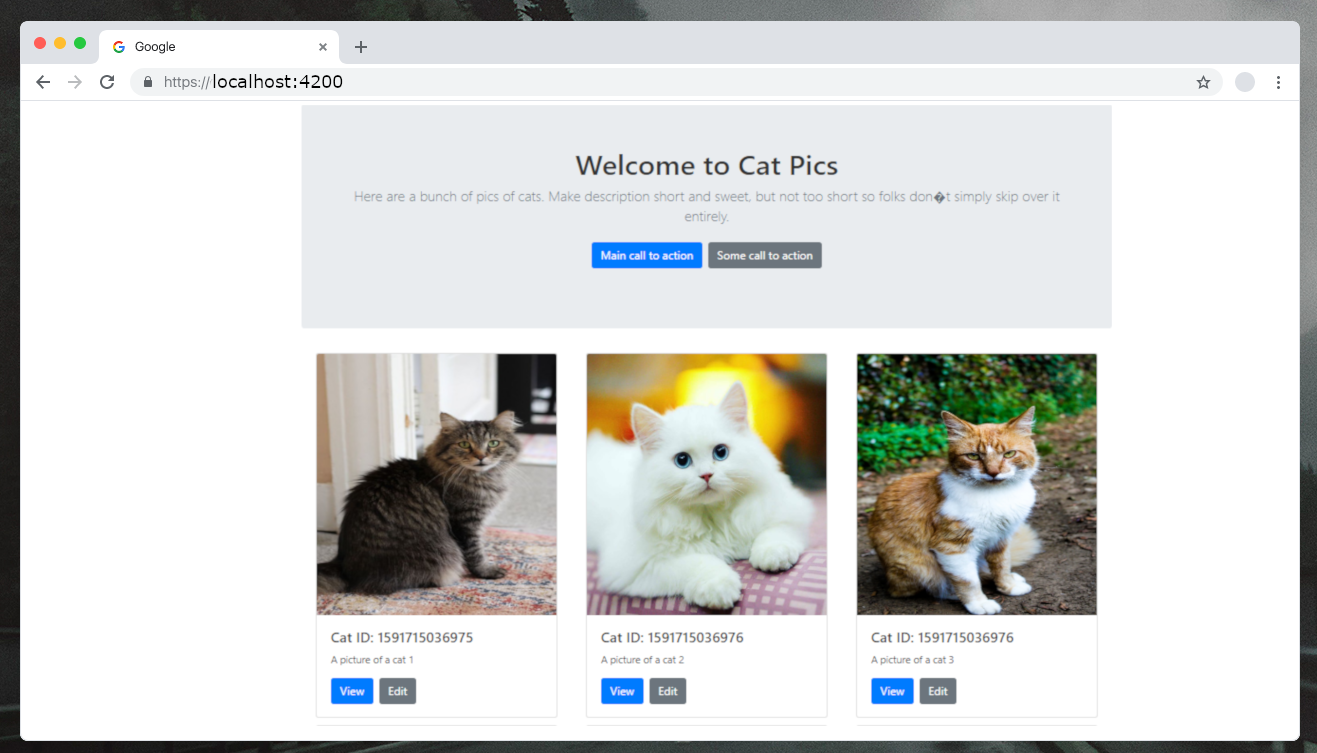 Google
https://localhost:4200
Welcome to Cat Pics
Here are a bunch of pics of cats. Make description short and sweet, but not too short so folks don�t simply skip over it
entirely.
Main call to action Some call to action
Cat ID: 1591715036975
A picture of a cat 1
View Edit
Cat ID: 1591715036976
A picture of a cat 2
View Edit
Cat ID: 1591715036976
A picture of a cat 3
View Edit